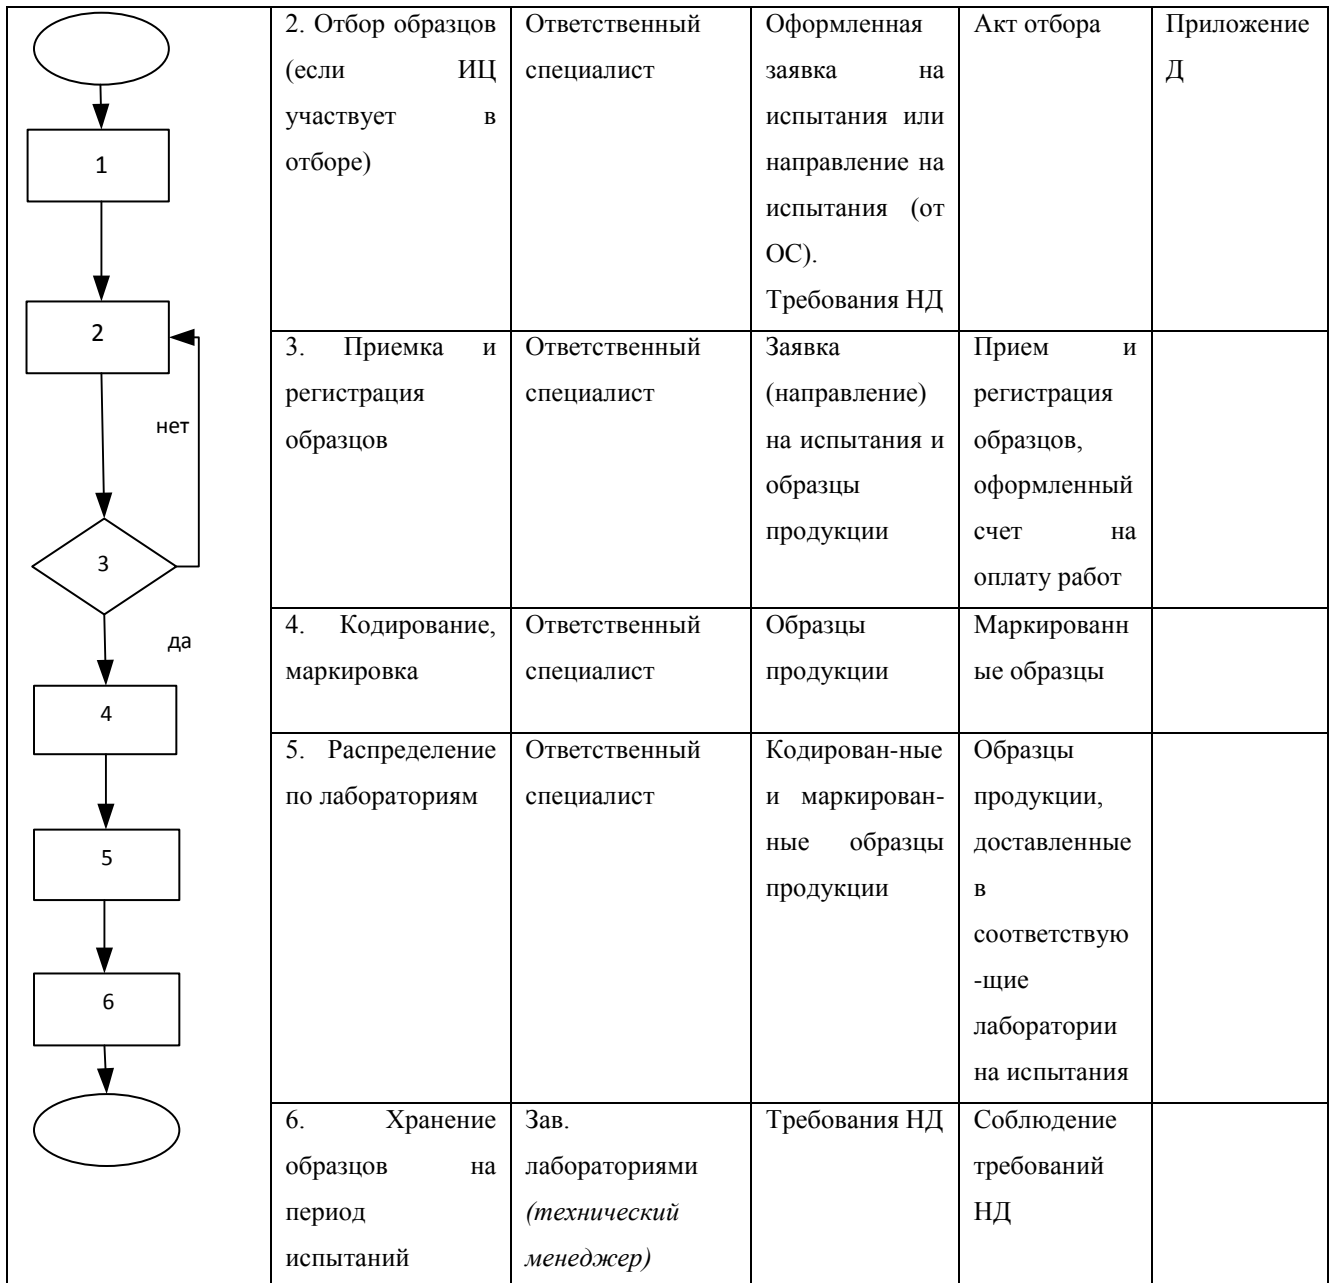 1
2
нет
3
да
4
5
6
2. Отбор образцов
(если ИЦ
участвует в
отборе)
Ответственный
специалист
Оформленная
заявка на
испытания или
направление на
испытания (от
ОС).
Требования НД
Акт отбора
Приложение
Д
3. Приемка и
регистрация
образцов
Ответственный
специалист
Заявка
(направление)
на испытания и
образцы
продукции
Прием и
регистрация
образцов,
оформленный
счет на
оплату работ
4. Кодирование,
маркировка
Ответственный
специалист
Образцы
продукции
Маркированн
ые образцы
5. Распределение
по лабораториям
Ответственный
специалист
Кодирован-ные
и маркирован-
ные образцы
продукции
Образцы
продукции,
доставленные
в
соответствую
-щие
лаборатории
на испытания
6. Хранение
образцов на
период
испытаний
Зав.
лабораториями
(технический
менеджер)
Требования НД
Соблюдение
требований
НД